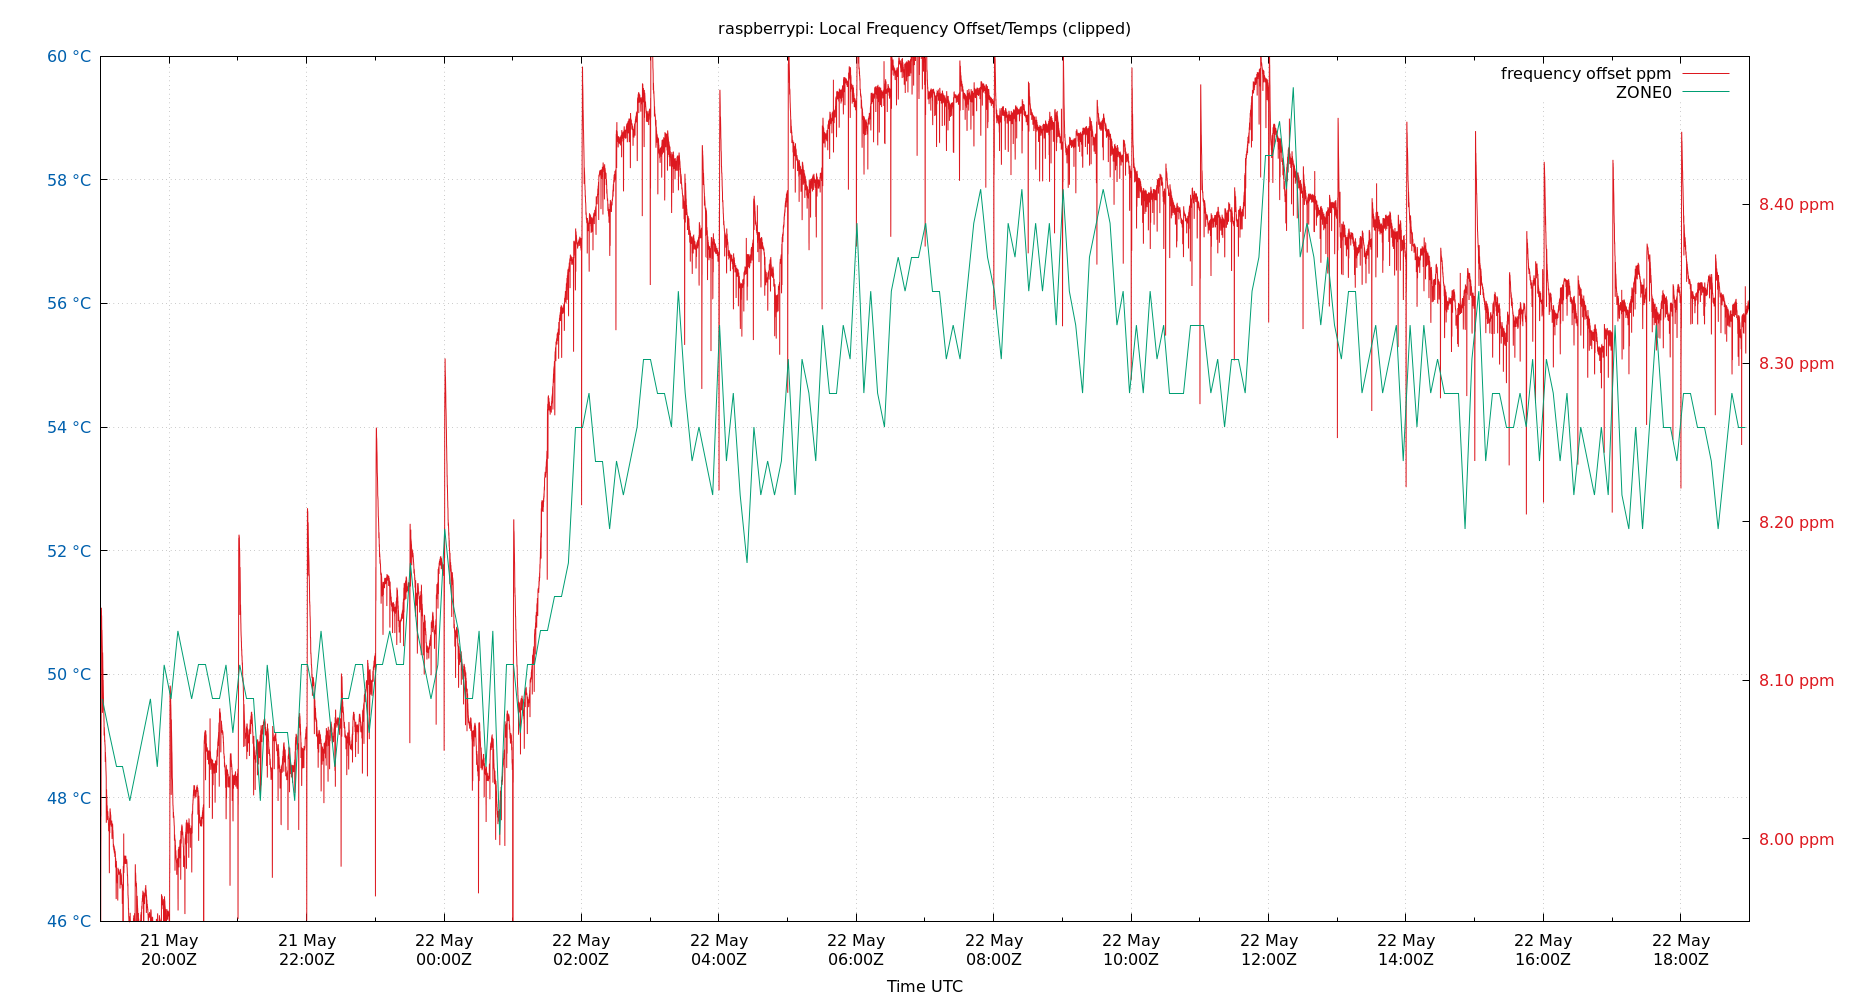 raspberrypi: Local Frequency Offset/Temps (clipped)
frequency offset ppm
ZONE0
60 °C
58 °C
56 °C
54 °C
52 °C
50 °C
48 °C
46 °C
8.40 ppm
8.30 ppm
8.20 ppm
8.10 ppm
8.00 ppm
21 May 21 May 22 May 22 May 22 May 22 May 22 May 22 May 22 May 22 May 22 May 22 May
20:00Z 22:00Z 00:00Z 02:00Z 04:00Z 06:00Z 08:00Z 10:00Z 12:00Z 14:00Z 16:00Z 18:00Z
Time UTC